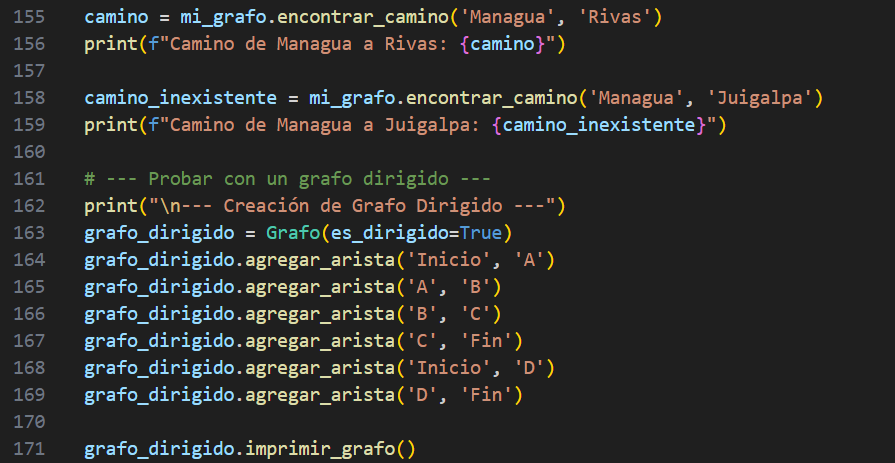 155 camino = mi_grafo.encontrar_camino('Managua', 'Rivas')
156 print(f"Camino de Managua a Rivas: {camino}")
157
158 camino_inexistente = mi_grafo.encontrar_camino('Managua', 'Juigalpa')
159 print(f"Camino de Managua a Juigalpa: {camino_inexistente}")
160
161 # --- Probar con un grafo dirigido ---
162 print("\n--- Creación de Grafo Dirigido ---")
163 grafo_dirigido = Grafo(es_dirigido=True)
164 grafo_dirigido.agregar_arista('Inicio', 'A')
165 grafo_dirigido.agregar_arista('A', 'B')
166 grafo_dirigido.agregar_arista('B', 'C')
167 grafo_dirigido.agregar_arista('C', 'Fin')
168 grafo_dirigido.agregar_arista('Inicio', 'D')
169 grafo_dirigido.agregar_arista('D', 'Fin')
170
171 grafo_dirigido.imprimir_grafo()